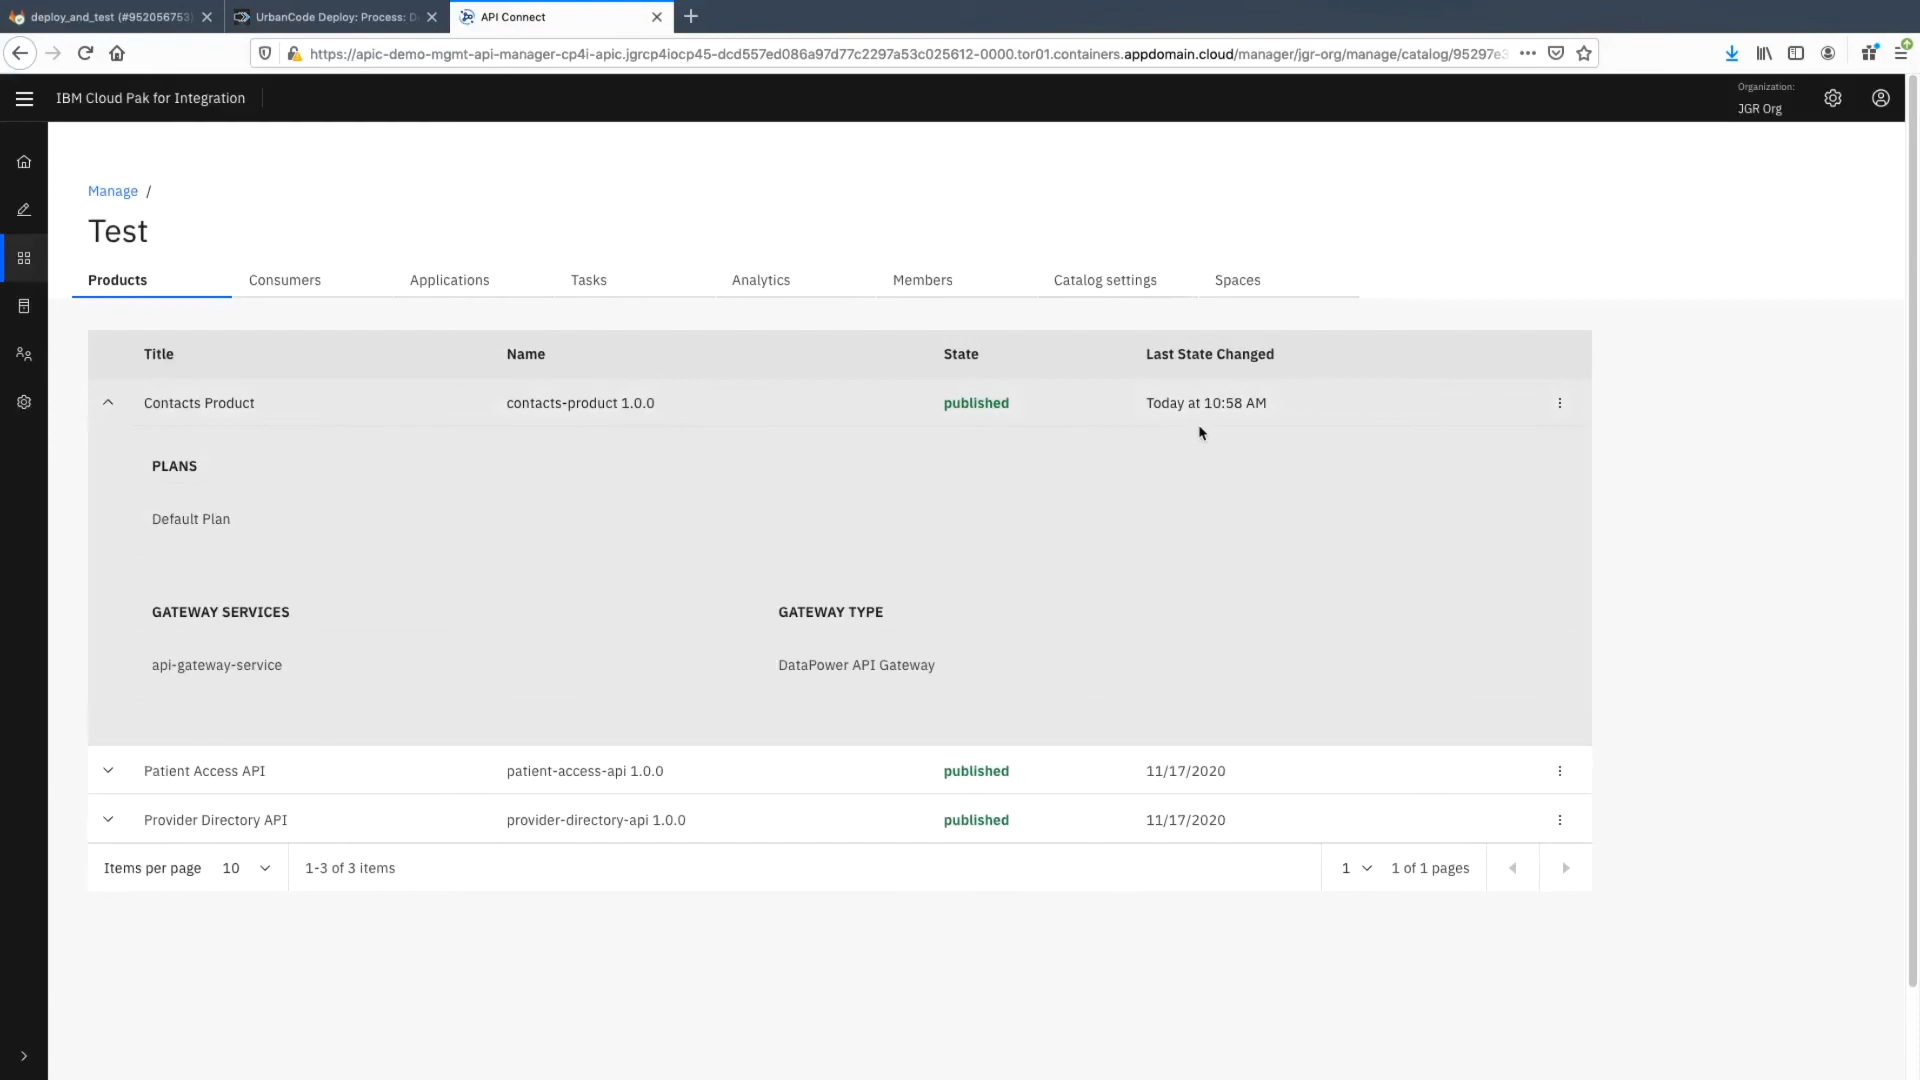 deploy_and_test (#952056753)
UrbanCode Deploy: Process: D
API Connect
https://apic-demo-mgmt-api-manager-cp4i-apic.jgrcp4iocp45-dcd557ed086a97d77c2297a53c025612-0000.tor01.containers.appdomain.cloud/manager/jgr-org/manage/catalog/95297e3
IBM Cloud Pak for Integration
Organization:
JGR Org
Manage /
Test
Products Consumers Applications Tasks Analytics Members Catalog settings Spaces
Title Name State Last State Changed
Contacts Product contacts-product 1.0.0 published Today at 10:58 AM
PLANS
Default Plan
GATEWAY SERVICES GATEWAY TYPE
api-gateway-service DataPower API Gateway
Patient Access API patient-access-api 1.0.0 published 11/17/2020
Provider Directory API provider-directory-api 1.0.0 published 11/17/2020
Items per page 10 1-3 of 3 items 1 1 of 1 pages